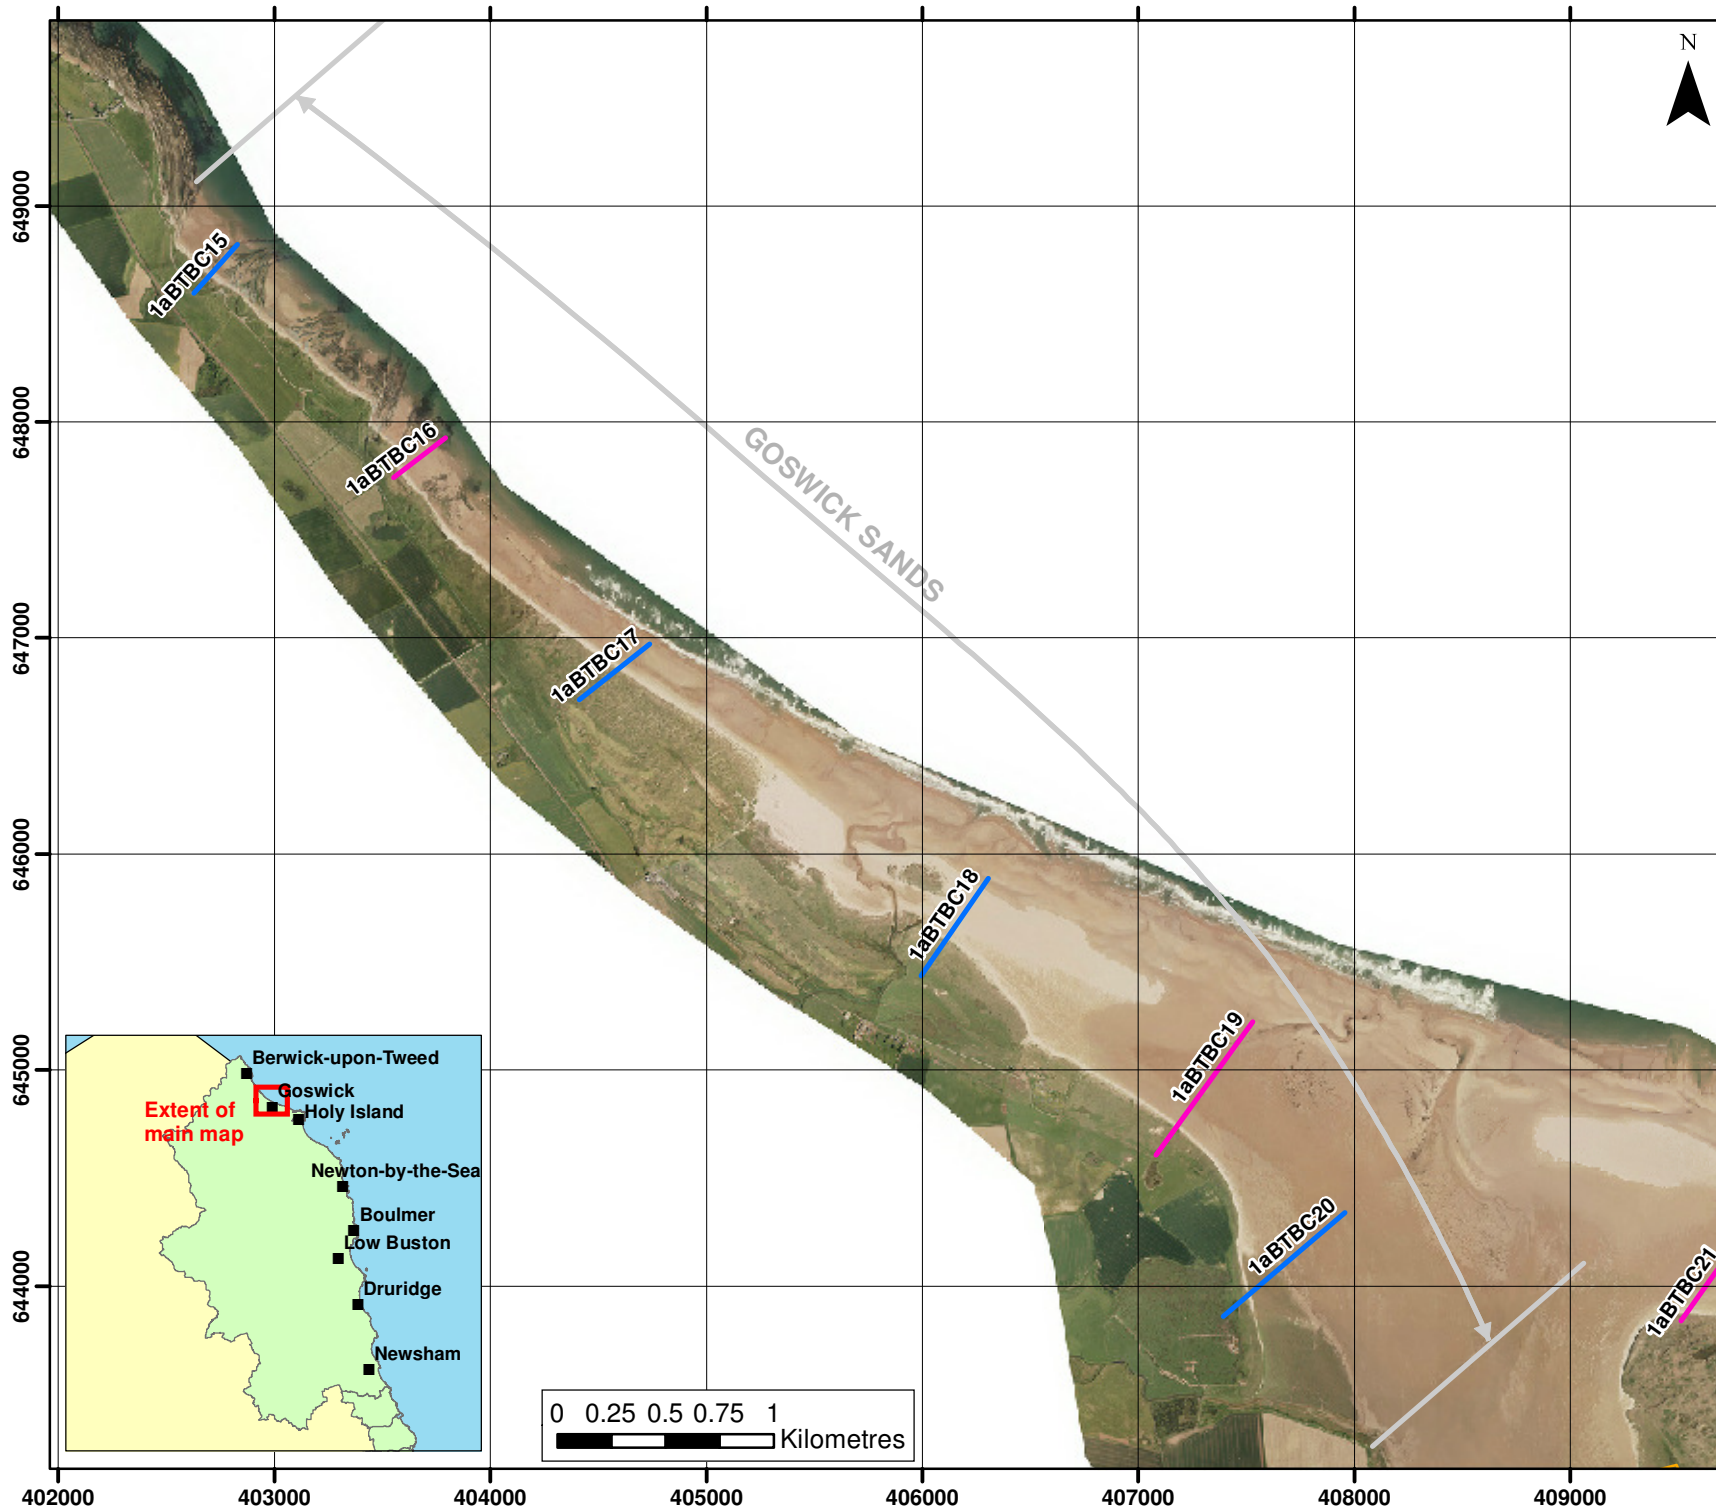 N
649000
648000
647000
646000
645000
644000
1aBTBC15
1aBTBC16
GOSWICK SANDS
1aBTBC17
1aBTBC18
1aBTBC19
1aBTBC20
1aBTBC21
Berwick-upon-Tweed
Goswick
Holy Island
Extent of
main map
Newton-by-the-Sea
Boulmer
Low Buston
Druridge
Newsham
0 0.25 0.5 0.75 1
Kilometres
402000 403000 404000 405000 406000 407000 408000 409000